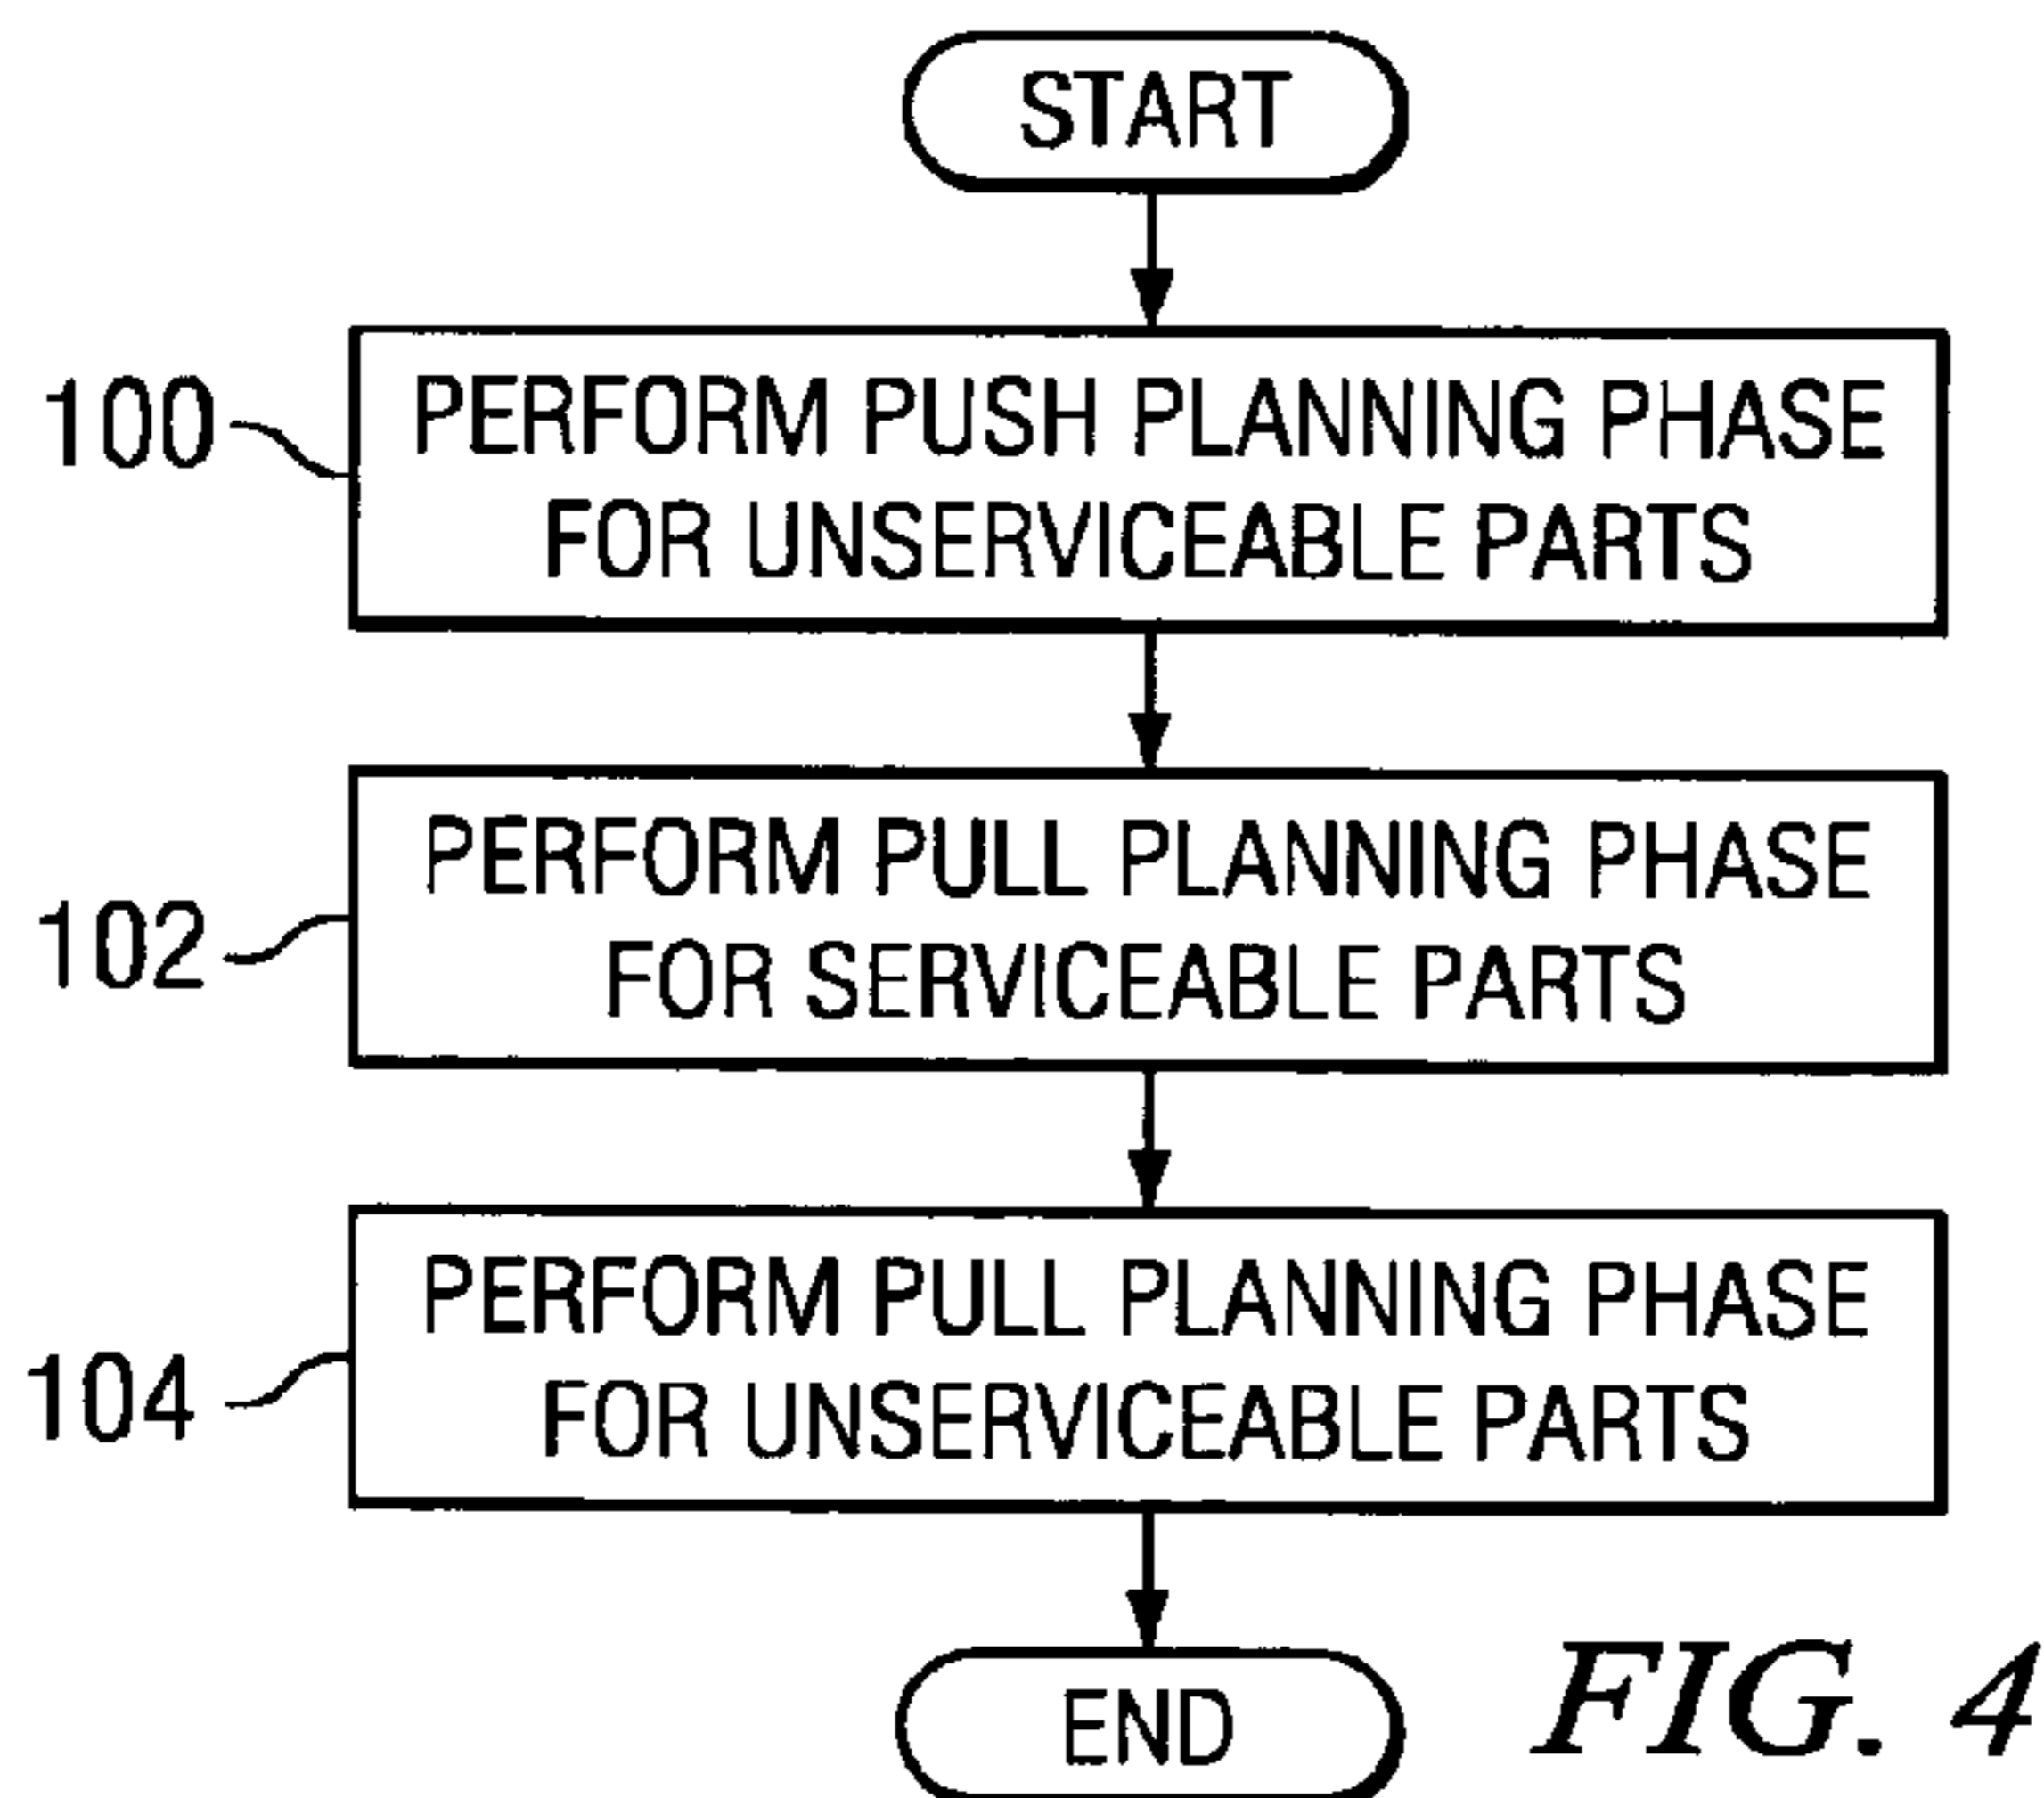 START
100
PERFORM PUSH PLANNING PHASE
FOR UNSERVICEABLE PARTS
102
PERFORM PULL PLANNING PHASE
FOR SERVICEABLE PARTS
104
PERFORM PULL PLANNING PHASE
FOR UNSERVICEABLE PARTS
END
FIG. 4